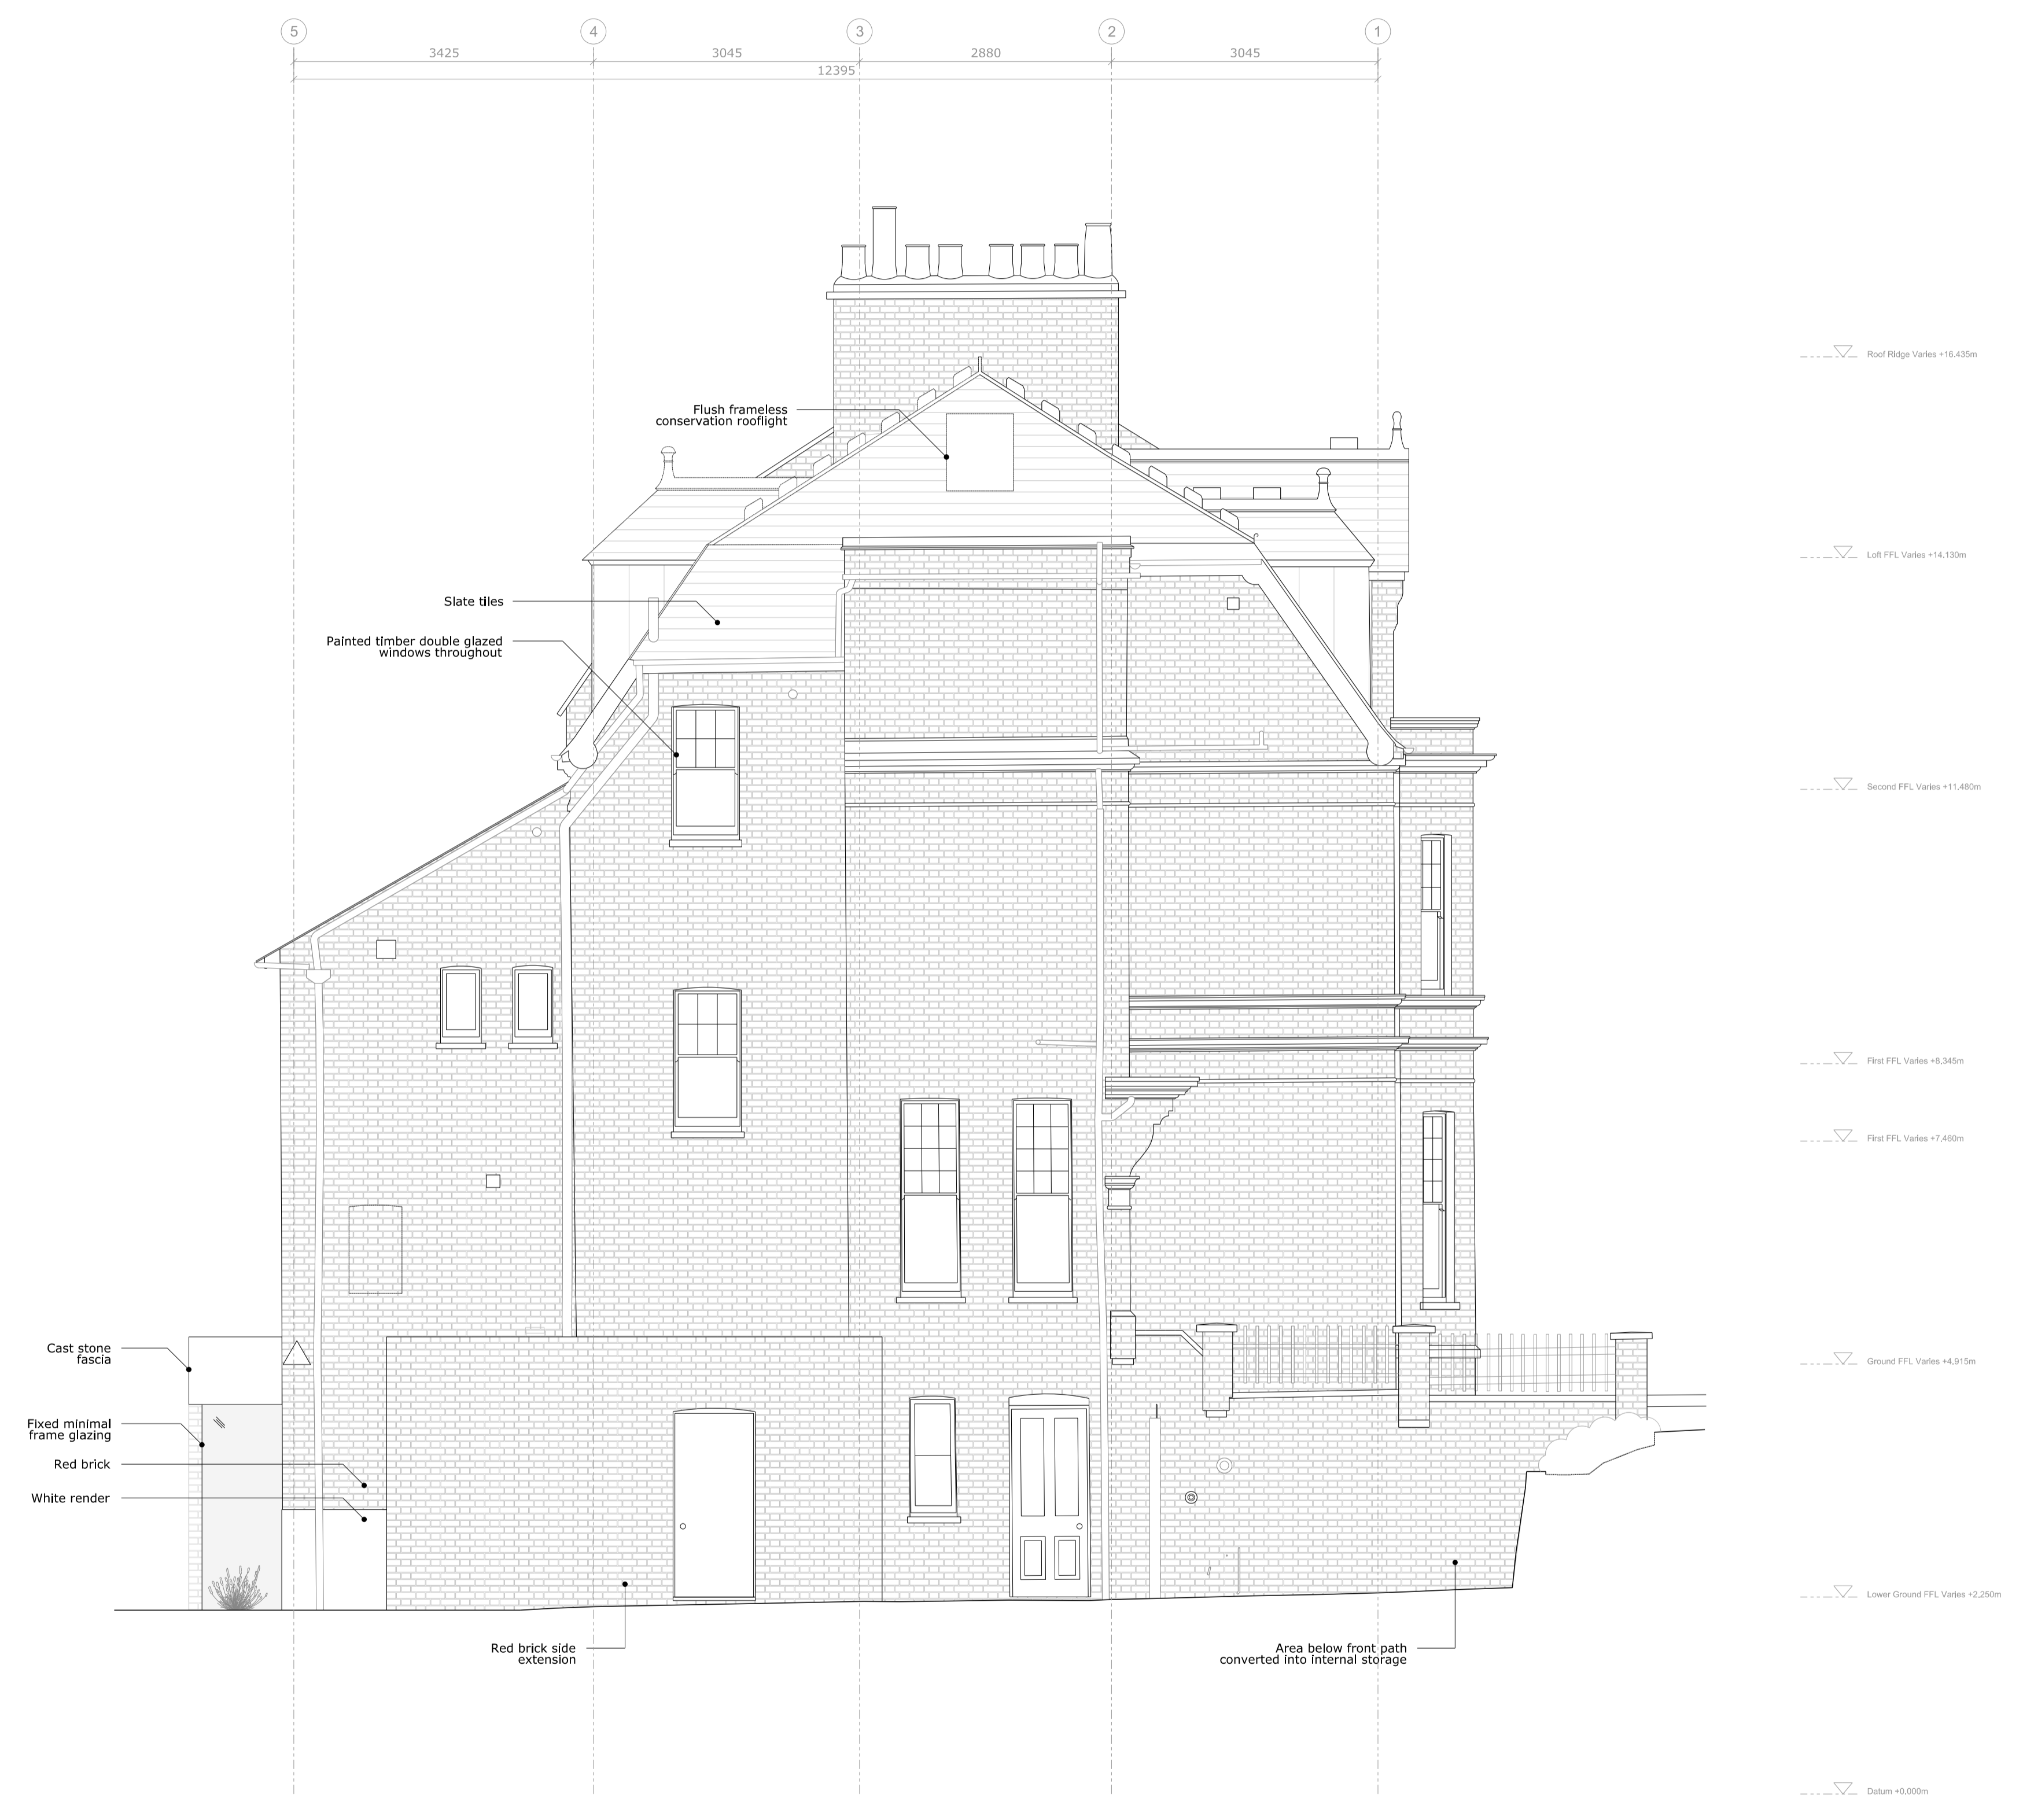 5
4
3
2
1
3425
3045
2880
3045
12395
Roof Ridge Varies +16.435m
Flush frameless
conservation rooflight
Loft FFL Varies +14.130m
Slate tiles
Painted timber double glazed
windows throughout
Second FFL Varies +11,480m
First FFL Varies +8,345m
First FFL Varies +7,460m
Cast stone
fascia
Ground FFL Varies +4,915m
Fixed minimal
frame glazing
Red brick
White render
Lower Ground FFL Varies +2,250m
Red brick side
extension
Area below front path
converted into internal storage
Datum +0,000m